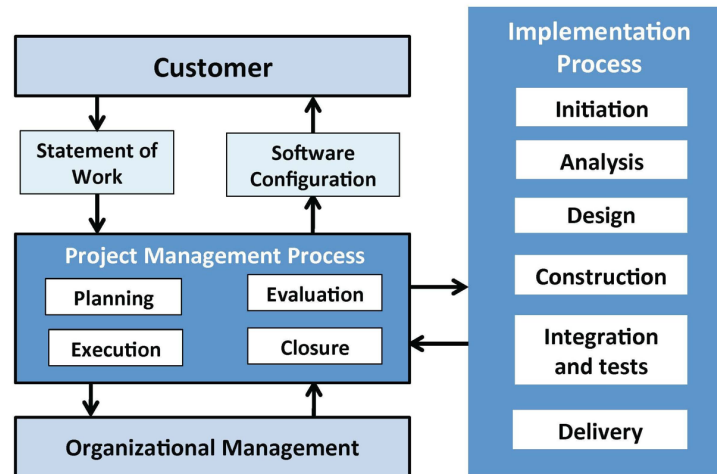 Customer
Statement of
Work
Software
Configuration
Project Management Process
Planning
Evaluation
Execution
Closure
Organizational Management
Implementation
Process
Initiation
Analysis
Design
Construction
Integration
and tests
Delivery